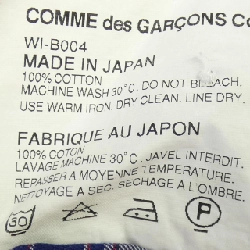 COMME des GARÇONS Co
WI-B004
MADE IN JAPAN
100% COTTON
MACHINE WASH 30°C. DO NOT BLEACH.
USE WARM IRON. DRY CLEAN. LINE DRY.
FABRIQUE AU JAPON
100% COTON
LAVAGE MACHINE 30°C. JAVEL INTERDIT.
REPASSER A MOYENNE TEMPERATURE.
NETTOYAGE A SEC. SECHAGE A L'OMBRE.
30 P